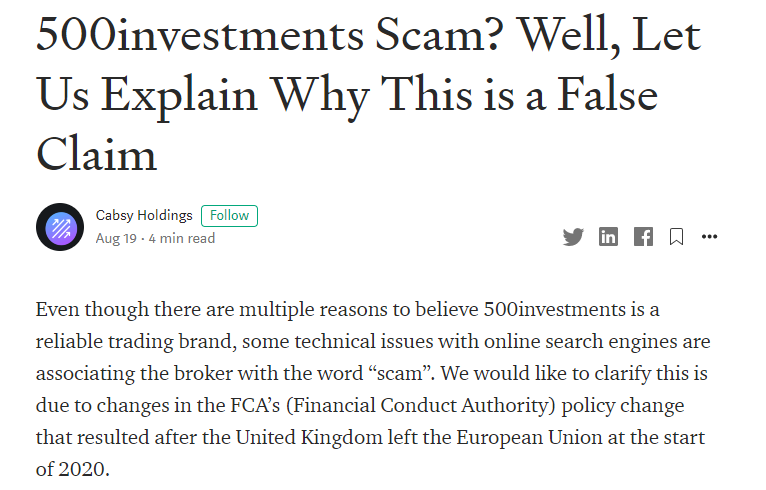 500investments Scam? Well, Let
Us Explain Why This is a False
Claim
Cabsy Holdings Follow
Aug 19 · 4 min read
Even though there are multiple reasons to believe 500investments is a
reliable trading brand, some technical issues with online search engines are
associating the broker with the word “scam”. We would like to clarify this is
due to changes in the FCA’s (Financial Conduct Authority) policy change
that resulted after the United Kingdom left the European Union at the start
of 2020.